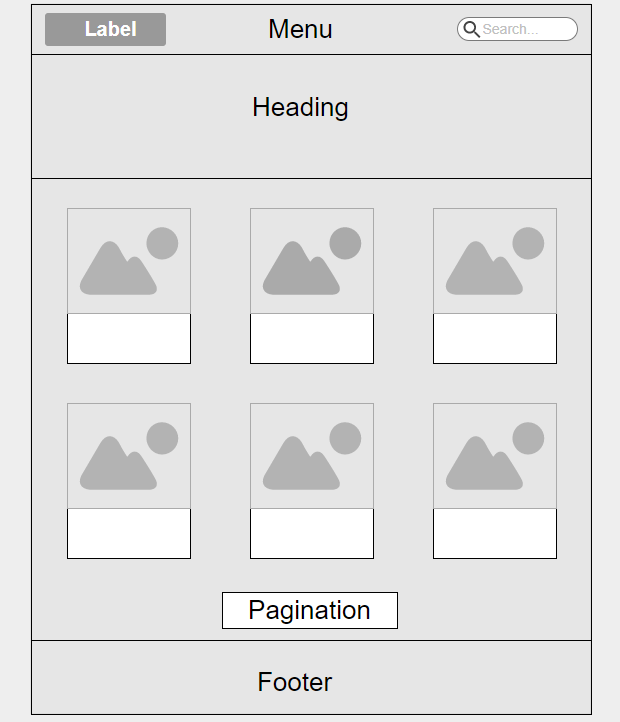 Label
Menu
Search...
Heading
Pagination
Footer